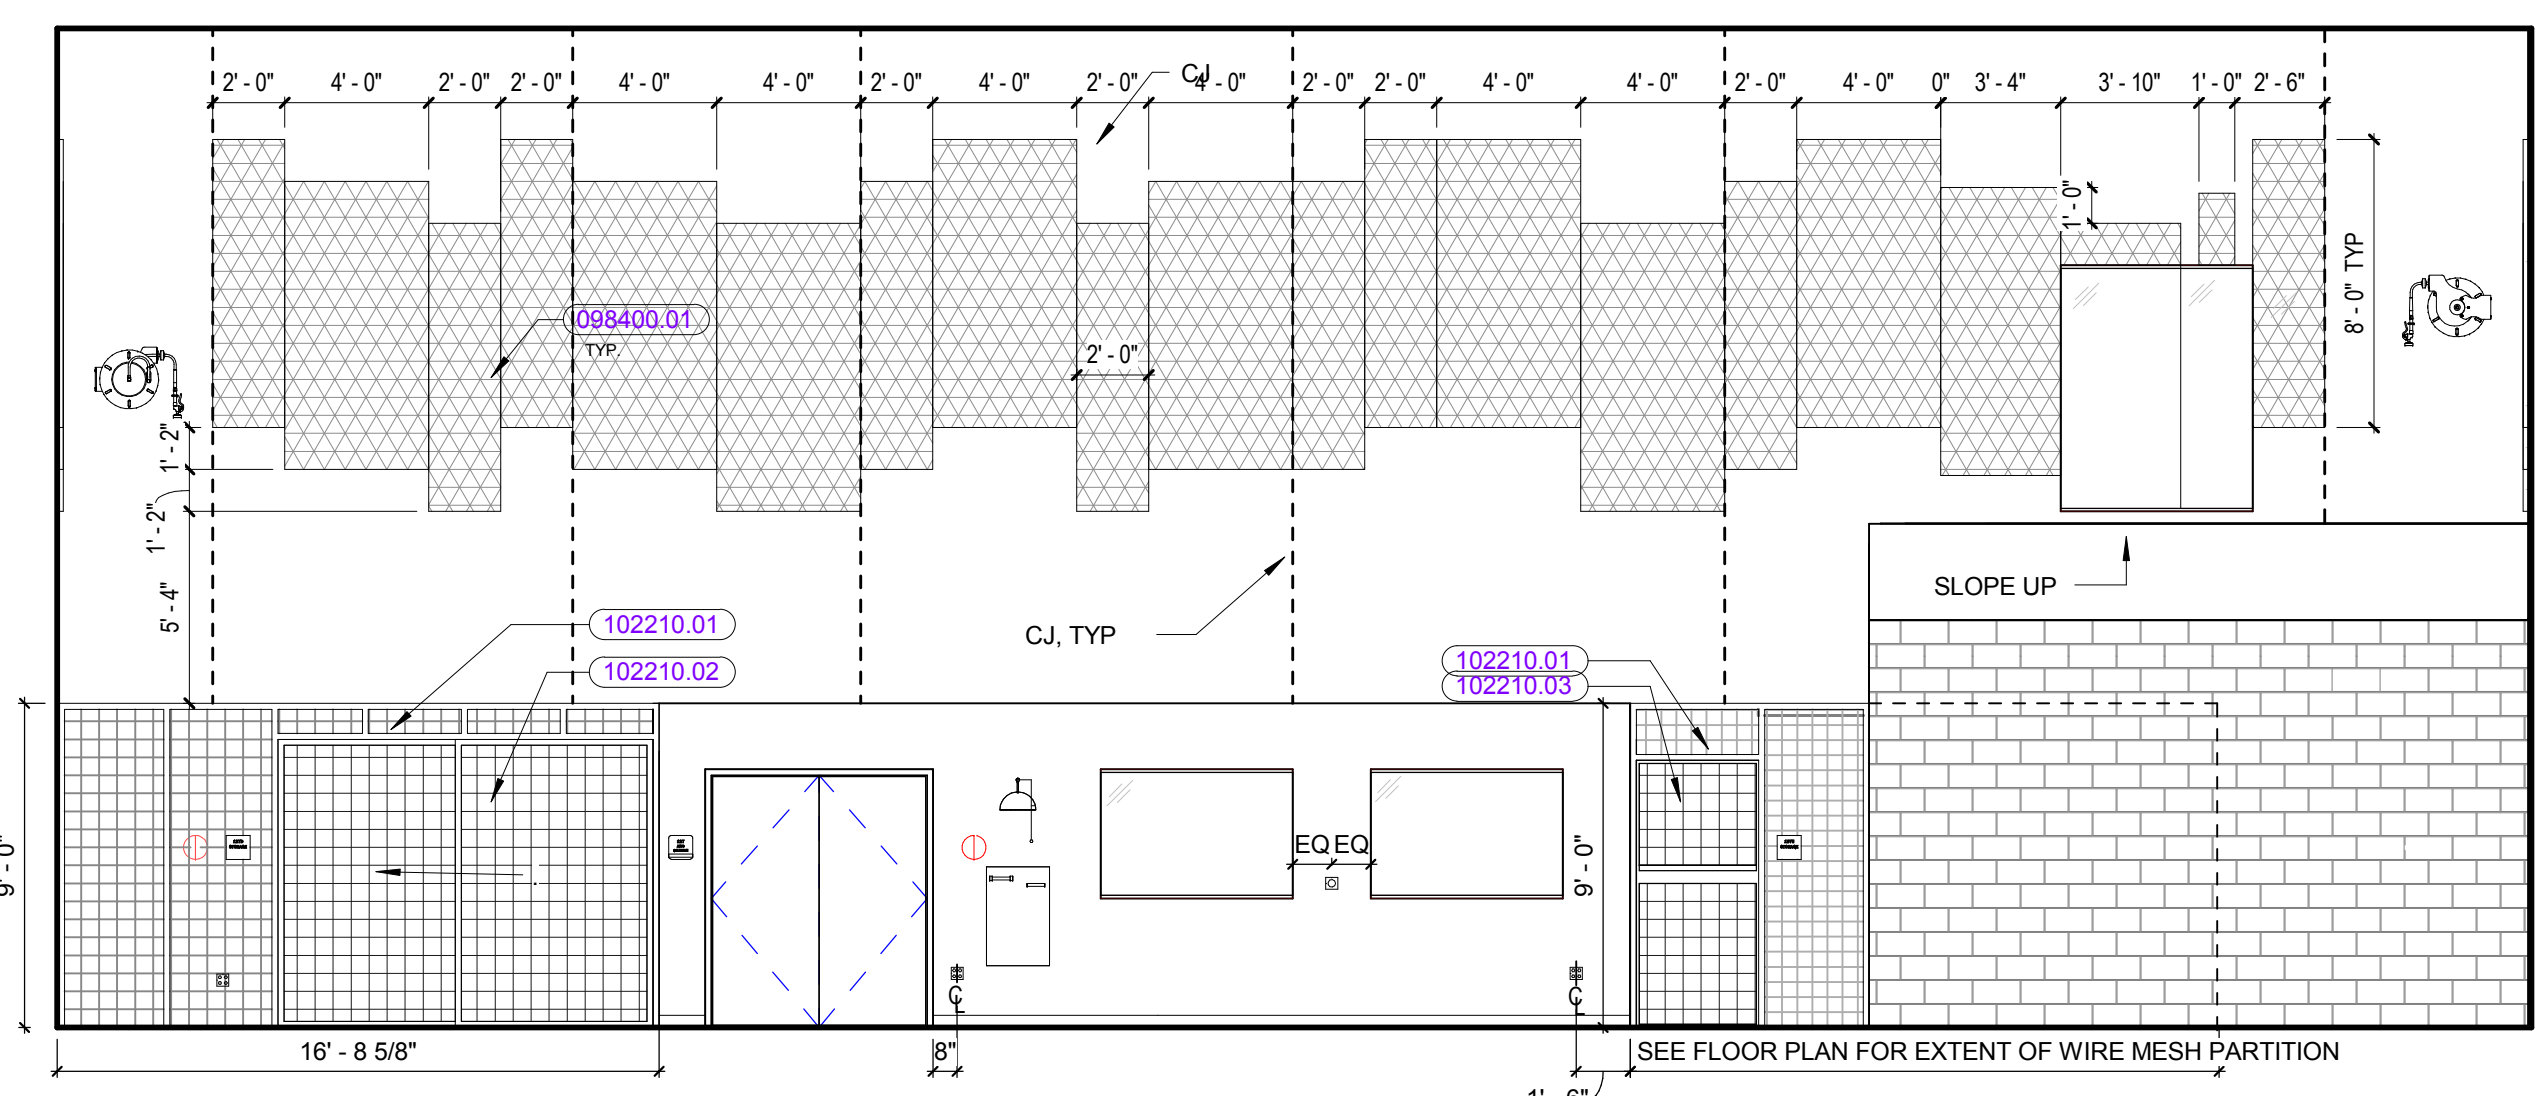 CJ
2' - 0" 4' - 0" 2' - 0" 2' - 0" 4' - 0" 4' - 0" 2' - 0" 4' - 0" 2' - 0" 4' - 0" 2' - 0" 2' - 0" 4' - 0" 4' - 0" 2' - 0" 4' - 0" 0" 3' - 4" 3' - 10" 1' - 0" 2' - 6"
1' - 0"
8' - 0" TYP
098400.01
TYP.
2' - 0"
1' - 2"
1' - 2"
5' - 4"
SLOPE UP
102210.01
CJ, TYP
102210.02
102210.01
102210.03
9' - 0"
EQ EQ
9' - 0"
CL
CL
16' - 8 5/8"
8"
SEE FLOOR PLAN FOR EXTENT OF WIRE MESH PARTITION
1' - 6"